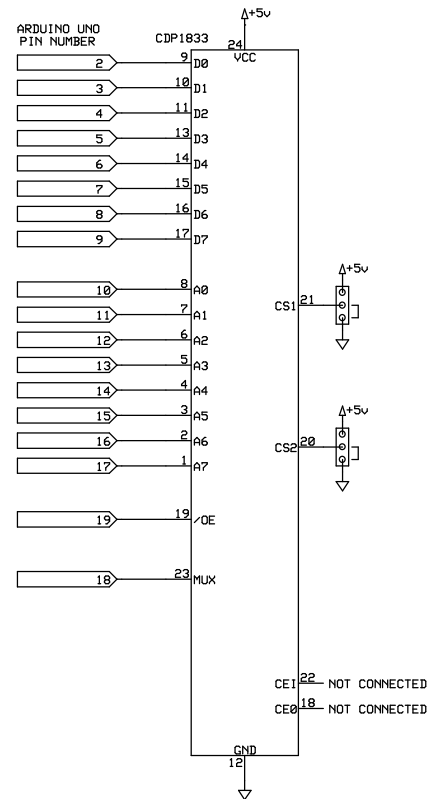 +5v
ARDUINO UNO
PIN NUMBER
CDP1833
24
VCC
2 9 D0
3 10 D1
4 11 D2
5 13 D3
6 14 D4
7 15 D5
8 16 D6
9 17 D7
10 8 A0
+5v
11 7 A1
CS1 21
12 6 A2
13 5 A3
14 4 A4
15 3 A5
+5v
16 2 A6
CS2 20
17 1 A7
19 19 /OE
18 23 MUX
CEI 22 NOT CONNECTED
CE0 18 NOT CONNECTED
GND
12